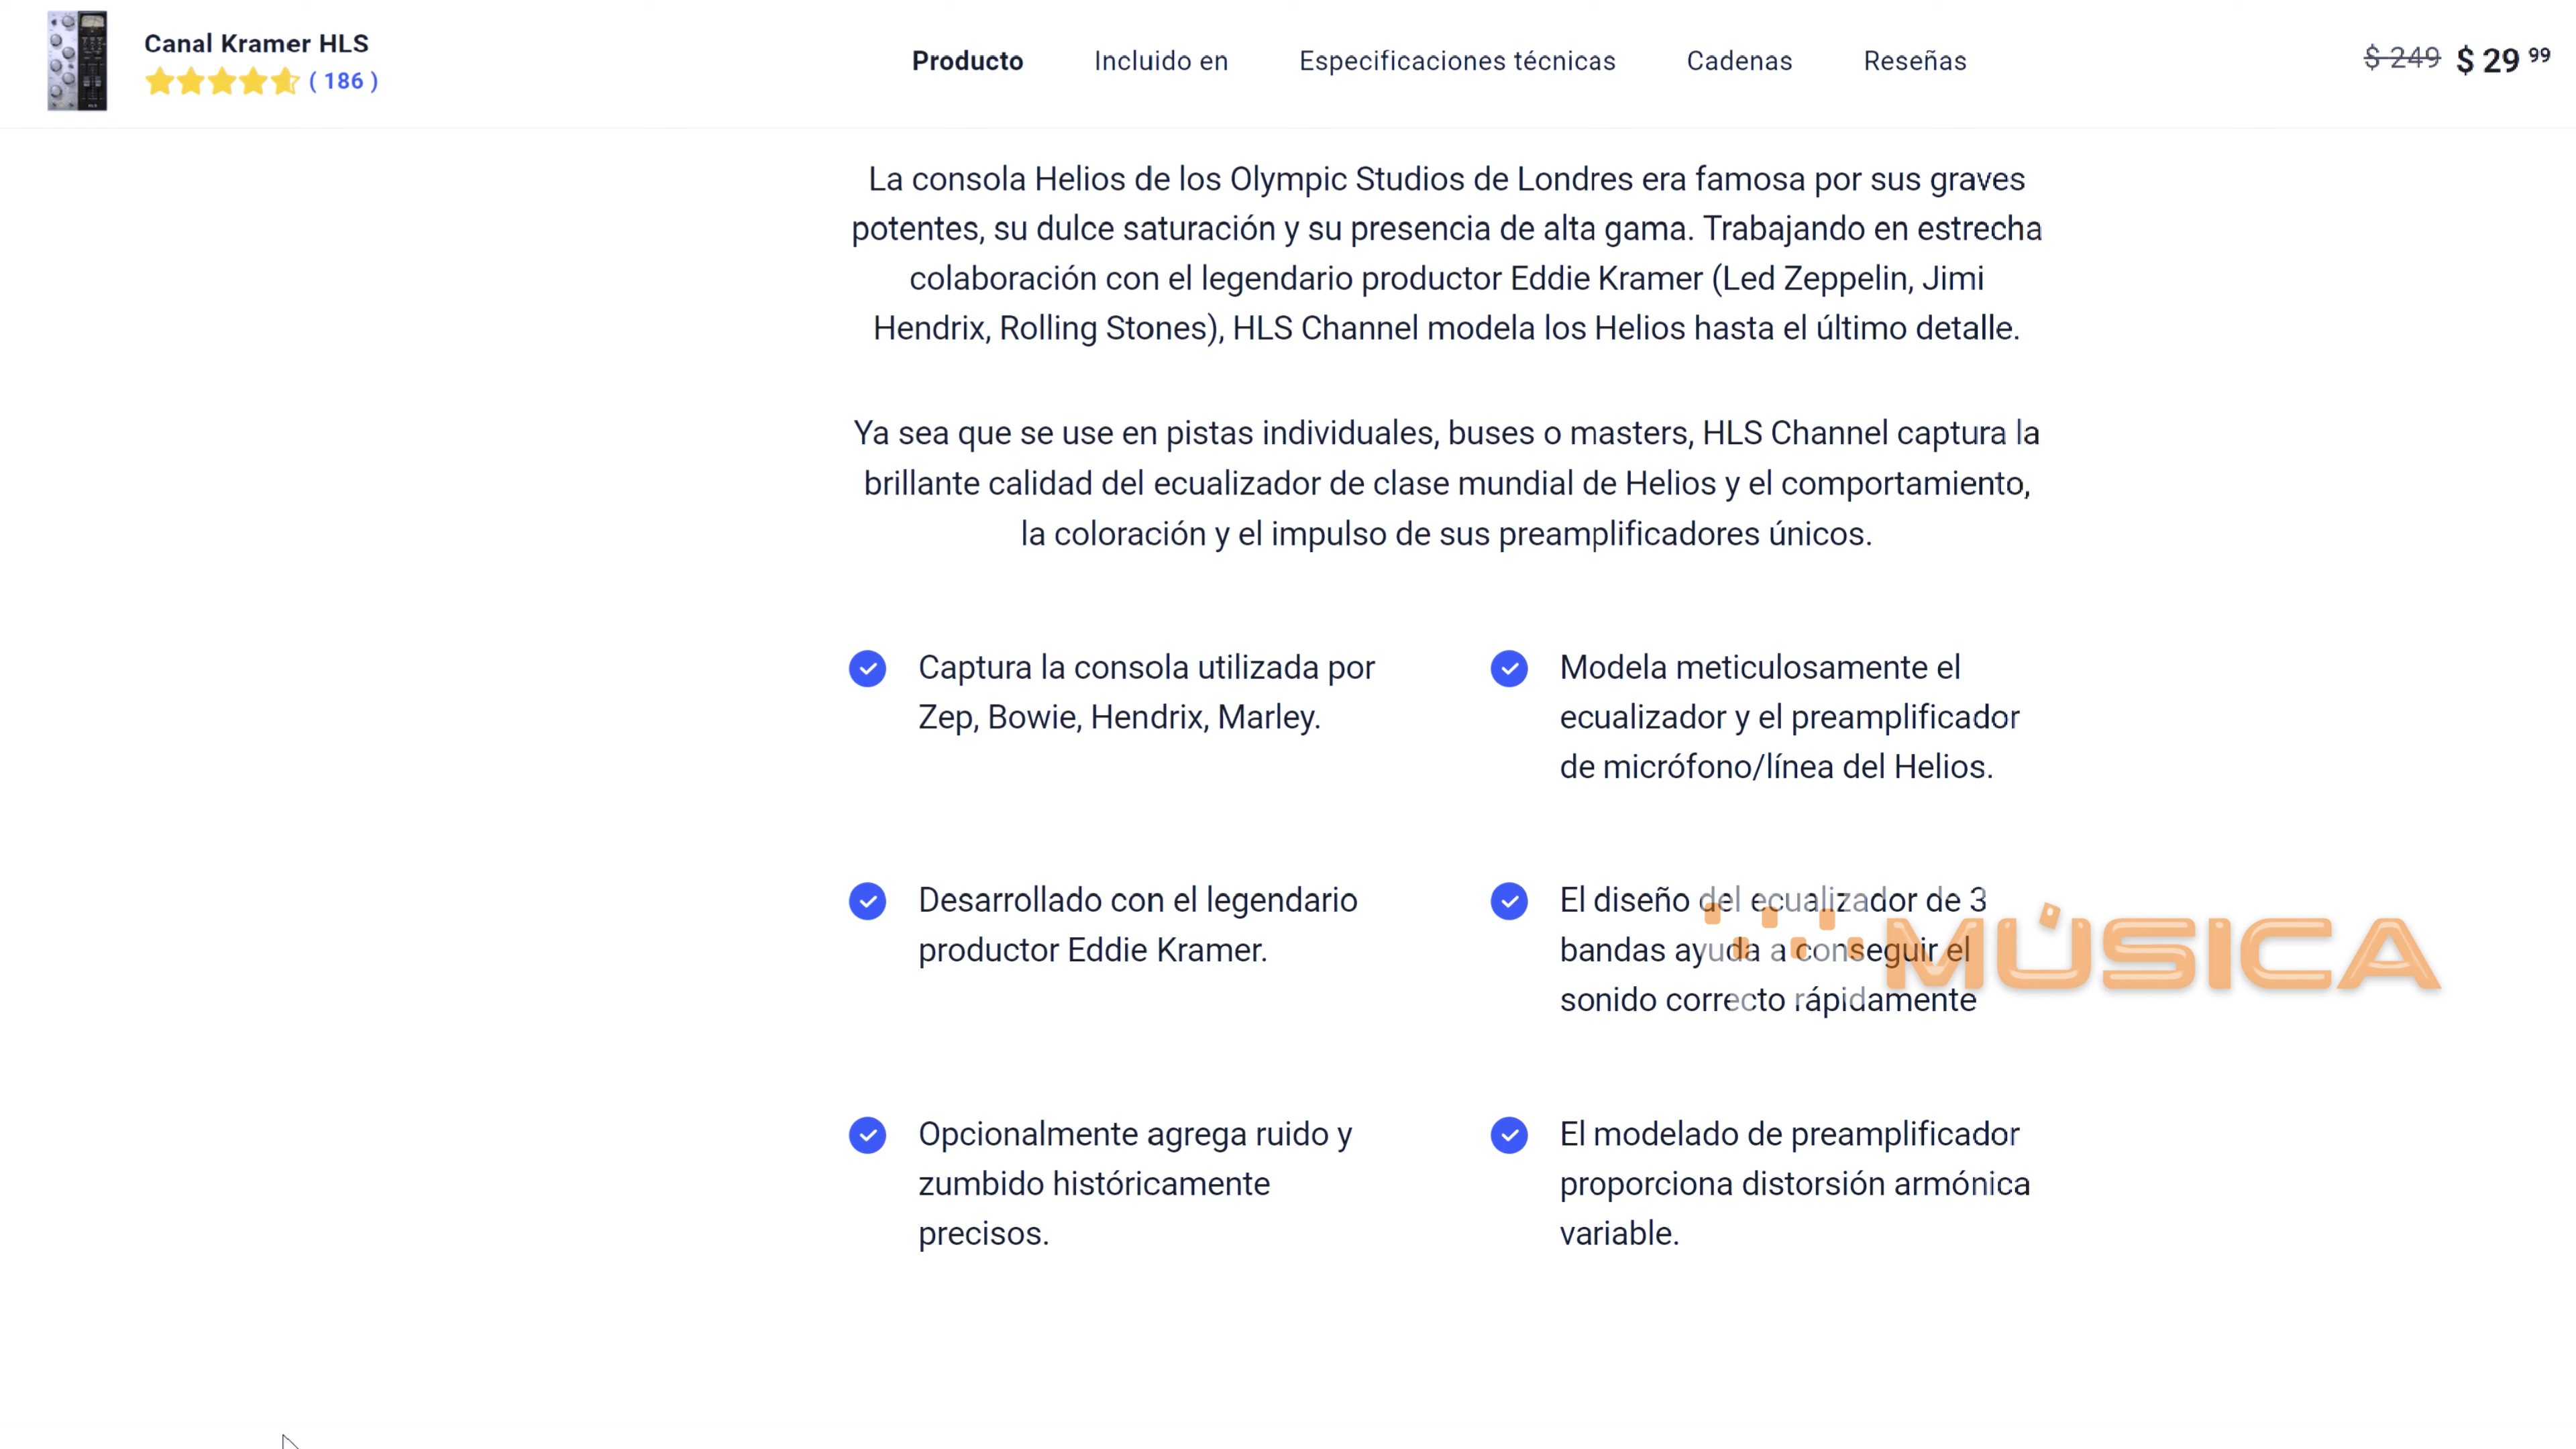 Canal Kramer HLS
( 186 )
Producto
Incluido en
Especificaciones técnicas
Cadenas
Reseñas
$ 249 $ 29 99
La consola Helios de los Olympic Studios de Londres era famosa por sus graves
potentes, su dulce saturación y su presencia de alta gama. Trabajando en estrecha
colaboración con el legendario productor Eddie Kramer (Led Zeppelin, Jimi
Hendrix, Rolling Stones), HLS Channel modela los Helios hasta el último detalle.
Ya sea que se use en pistas individuales, buses o masters, HLS Channel captura la
brillante calidad del ecualizador de clase mundial de Helios y el comportamiento,
la coloración y el impulso de sus preamplificadores únicos.
Captura la consola utilizada por
Zep, Bowie, Hendrix, Marley.
Modela meticulosamente el
ecualizador y el preamplificador
de micrófono/línea del Helios.
Desarrollado con el legendario
productor Eddie Kramer.
El diseño del ecualizador de 3
bandas ayuda a conseguir el
sonido correcto rápidamente
MÚSICA
Opcionalmente agrega ruido y
zumbido históricamente
precisos.
El modelado de preamplificador
proporciona distorsión armónica
variable.